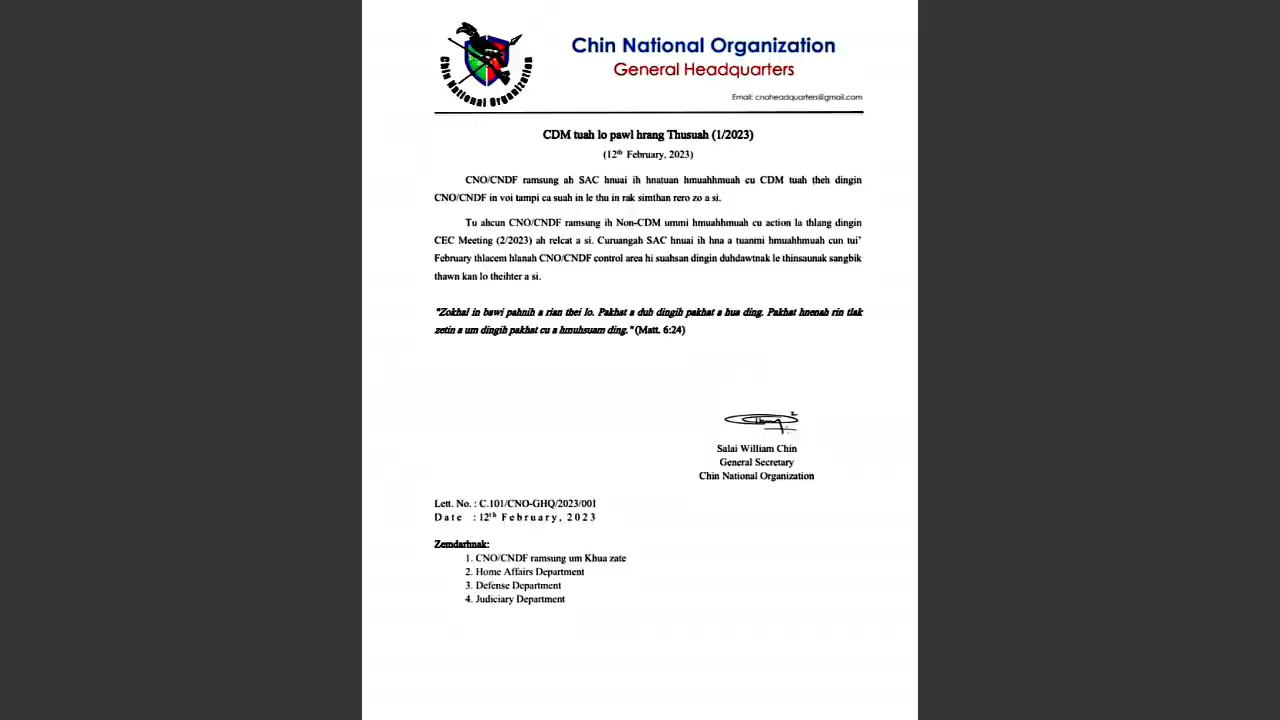 Chin National Organization
Chin National Organization
General Headquarters
Email: cnoheadquarters@gmail.com
CDM tuah lo pawl hrang Thusuah (1/2023)
(12th February, 2023)
CNO/CNDF ramsung ah SAC hnuai ih hnatuan hmuahhmuah cu CDM tuah theh dingin
CNO/CNDF in voi tampi ca suah in le thu in rak simthan rero zo a si.
Tu ahcun CNO/CNDF ramsung ih Non-CDM ummi hmuahhmuah cu action la thlang dingin
CEC Meeting (2/2023) ah relcat a si. Curuangah SAC hnuai ih hna a tuanmi hmuahhmuah cun tui'
February thlacem hlanah CNO/CNDF control area hi suahsan dingin duhdawtnak le thinsaunak sangbik
thawn kan lo theihter a si.
"Zokhal in bawi pahnih a rian thei lo. Pakhat a duh dingih pakhat a hua ding. Pakhat hnenah rin tlak
zetin a um dingih pakhat cu a hmuhsuam ding." (Matt. 6:24)
Salai William Chin
General Secretary
Chin National Organization
Lett. No. : C.101/CNO-GHQ/2023/001
Date : 12th February, 2023
Zemdarhnak:
1. CNO/CNDF ramsung um Khua zate
2. Home Affairs Department
3. Defense Department
4. Judiciary Department